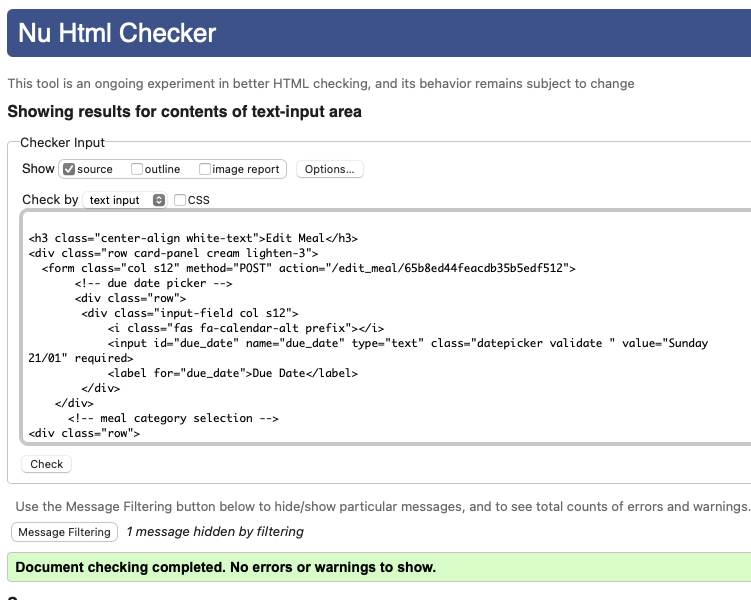 Nu Html Checker
This tool is an ongoing experiment in better HTML checking, and its behavior remains subject to change
Showing results for contents of text-input area
Checker Input
Show source outline image report Options...
Check by text input CSS
<h3 class="center-align white-text">Edit Meal</h3>
<div class="row card-panel cream lighten-3">
<form class="col s12" method="POST" action="/edit_meal/65b8ed44feacdb35b5edf512">
<!-- due date picker -->
<div class="row">
<div class="input-field col s12">
<i class="fas fa-calendar-alt prefix"></i>
<input id="due_date" name="due_date" type="text" class="datepicker validate " value="Sunday
21/01" required>
<label for="due_date">Due Date</label>
</div>
</div>
<!-- meal category selection -->
<div class="row">
Check
Use the Message Filtering button below to hide/show particular messages, and to see total counts of errors and warnings.
Message Filtering 1 message hidden by filtering
Document checking completed. No errors or warnings to show.